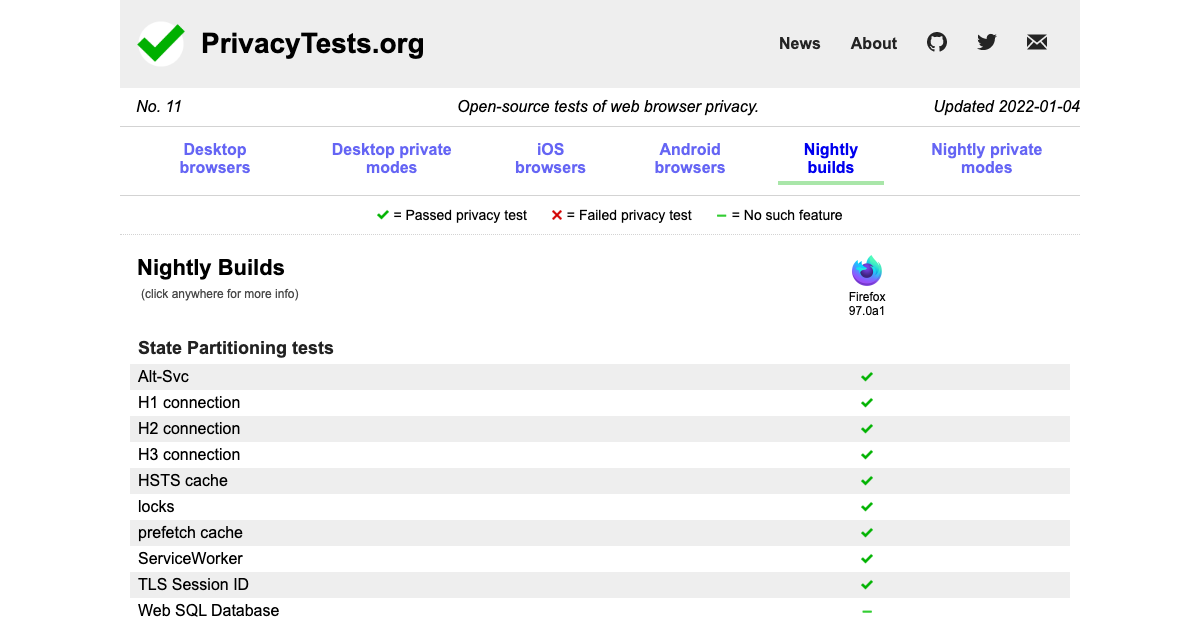 PrivacyTests.org
News About
No. 11 Open-source tests of web browser privacy. Updated 2022-01-04
Desktop browsers
Desktop private modes
iOS browsers
Android browsers
Nightly builds
Nightly private modes
= Passed privacy test = Failed privacy test = No such feature
Nightly Builds
(click anywhere for more info)
Firefox
97.0a1
State Partitioning tests
Alt-Svc
H1 connection
H2 connection
H3 connection
HSTS cache
locks
prefetch cache
ServiceWorker
TLS Session ID
Web SQL Database